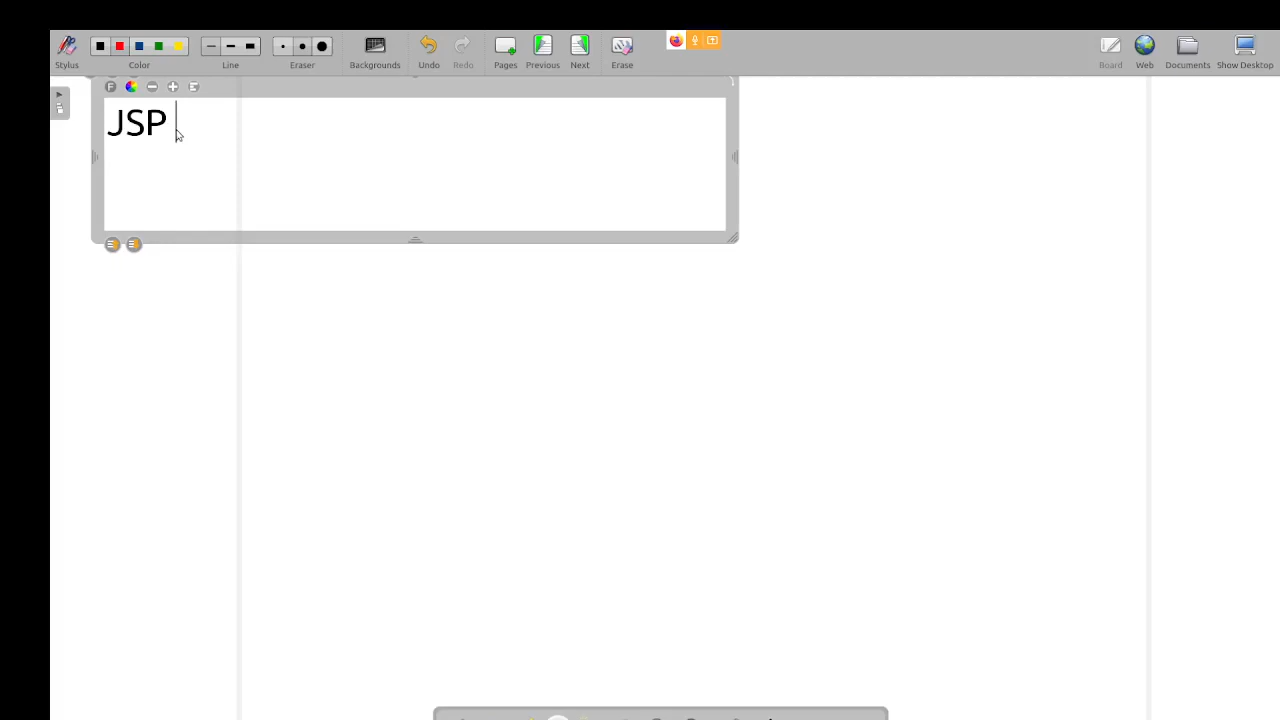 Stylus
Color
Line
Eraser
Backgrounds
Undo
Redo
Pages
Previous
Next
Erase
Board
Web
Documents
Show Desktop
F
JSP